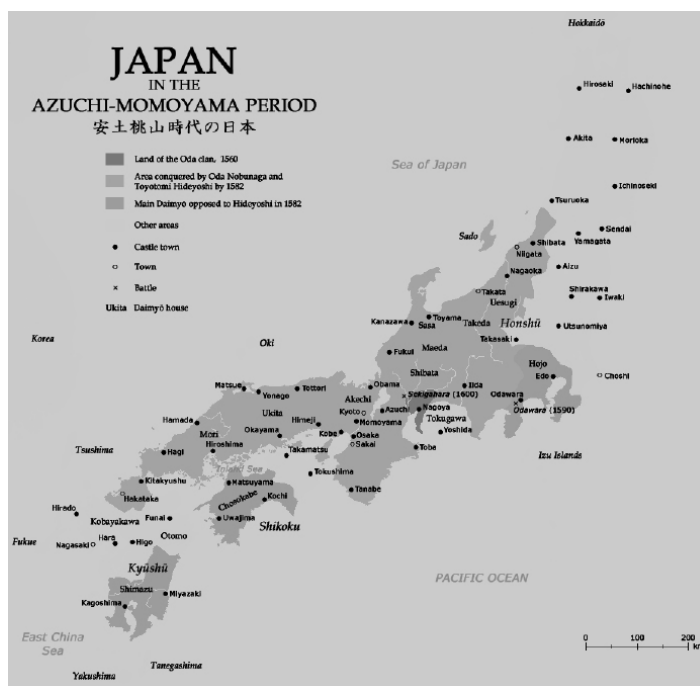 Hokkaidō
JAPAN
IN THE
AZUCHI-MOMOYAMA PERIOD
安土桃山時代の日本
Land of the Oda clan, 1560
Area conquered by Oda Nobunaga and
Toyotomi Hideyoshi by 1582
Main Daimyō opposed to Hideyoshi in 1582
Other areas
Castle town
Town
Battle
Ukita Daimyō house
Hirosaki
Hachinohe
Akita
Morioka
Sea of Japan
Ichinoseki
Tsuruoka
Sendai
Yamagata
Sado
Shibata
Niigata
Aizu
Nagaoka
Takata
Uesugi
Shirakawa
Iwaki
Kanazawa
Toyama
Sasa
Takeda
Honshū
Utsunomiya
Takasaki
Korea
Oki
Fukui
Maeda
Shibata
Hojo
Edo
Choshi
Matsue
Yonago
Tottori
Obama
Akechi
Sekigahara (1600)
Iida
Odawara
Odawara (1590)
Ukita
Himeji
Kyoto
Azuchi
Nagoya
Tokugawa
Hamada
Mori
Okayama
Kobe
Momoyama
Osaka
Sakai
Yoshida
Toba
Tsushima
Hagi
Hiroshima
Takamatsu
Izu Islands
Inland Sea
Tokushima
Kitakyushu
Matsuyama
Tanabe
Hakataka
Chosokabe
Kochi
Hirado
Kobayakawa
Funai
Uwajima
Shikoku
Fukue
Nagasaki
Hara
Higo
Otomo
Kyūshū
PACIFIC OCEAN
Shimazu
Miyazaki
Kagoshima
East China
Sea
Tanegashima
Yakushima
0 100 200
km